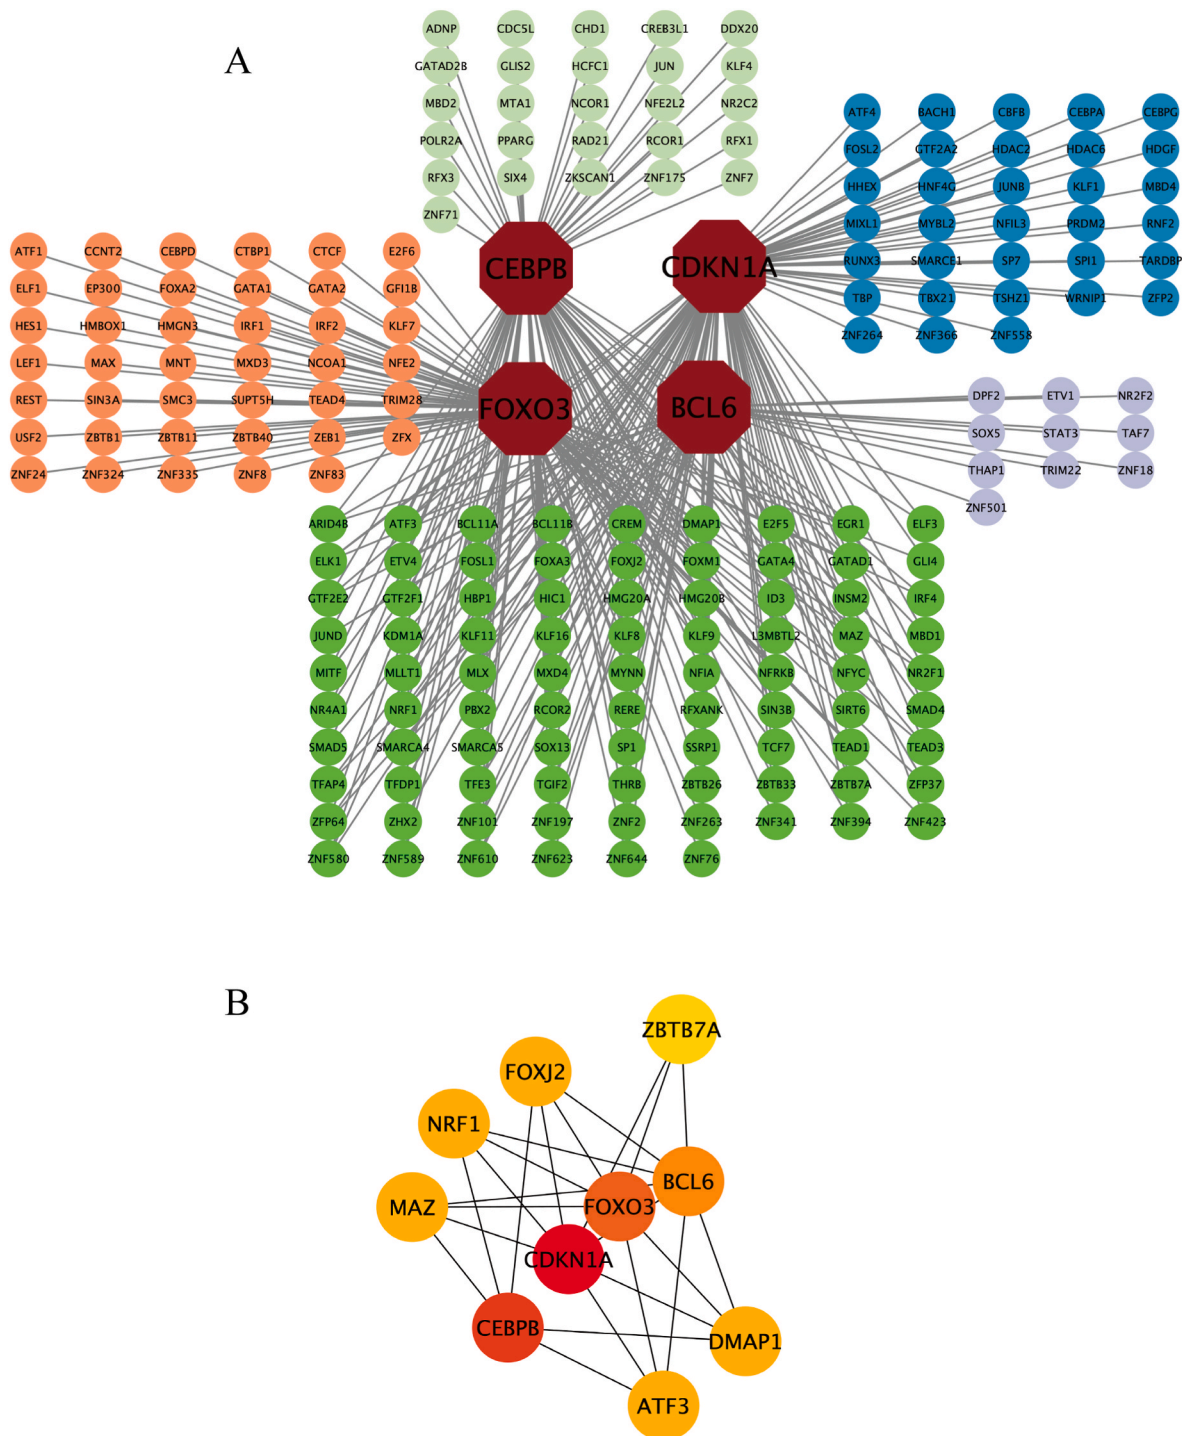 A
ADNP CDC5L CHD1 CREB3L1 DDX20
GATAD2B GLIS2 HCFC1 JUN KLF4
MBD2 MTA1 NCOR1 NFE2L2 NR2C2
POLR2A PPARG RAD21 RCOR1 RFX1
RFX3 SIX4 ZKSCAN1 ZNF175 ZNF7
ZNF71
ATF4 BACH1 CBFB CEBPA CEBPG
FOSL2 GTF2A2 HDAC2 HDAC6 HDGF
HHEX HNF4G JUNB KLF1 MBD4
MIXL1 MYBL2 NFIL3 PRDM2 RNF2
RUNX3 SMARCE1 SP7 SPI1 TARDBP
TBP TBX21 TSHZ1 WRNIP1 ZFP2
ZNF264 ZNF366 ZNF558
CEBPB CDKN1A
FOXO3 BCL6
ATF1 CCNT2 CEBPD CTBP1 CTCF E2F6
ELF1 EP300 FOXA2 GATA1 GATA2 GFI1B
HES1 HMBOX1 HMGN3 IRF1 IRF2 KLF7
LEF1 MAX MNT MXD3 NCOA1 NFE2
REST SIN3A SMC3 SUPT5H TEAD4 TRIM28
USF2 ZBTB1 ZBTB11 ZBTB40 ZEB1 ZFX
ZNF24 ZNF324 ZNF335 ZNF8 ZNF83
DPF2 ETV1 NR2F2
SOX5 STAT3 TAF7
THAP1 TRIM22 ZNF18
ZNF501
ARID4B ATF3 BCL11A BCL11B CREM DMAP1 E2F5 EGR1 ELF3
ELK1 ETV4 FOSL1 FOXA3 FOXJ2 FOXM1 GATA4 GATAD1 GLI4
GTF2E2 GTF2F1 HBP1 HIC1 HMG20A HMG20B ID3 INSM2 IRF4
JUND KDM1A KLF11 KLF16 KLF8 KLF9 L3MBTL2 MAZ MBD1
MITF MLLT1 MLX MXD4 MYNN NFIA NFRKB NFYC NR2F1
NR4A1 NRF1 PBX2 RCOR2 RERE RFXANK SIN3B SIRT6 SMAD4
SMAD5 SMARCA4 SMARCA5 SOX13 SP1 SSRP1 TCF7 TEAD1 TEAD3
TFAP4 TFDP1 TFE3 TGIF2 THRB ZBTB26 ZBTB33 ZBTB7A ZFP37
ZFP64 ZHX2 ZNF101 ZNF197 ZNF2 ZNF263 ZNF341 ZNF394 ZNF423
ZNF580 ZNF589 ZNF610 ZNF623 ZNF644 ZNF76
B
ZBTB7A
FOXJ2
NRF1
BCL6
MAZ FOXO3
CDKN1A
CEBPB
DMAP1
ATF3